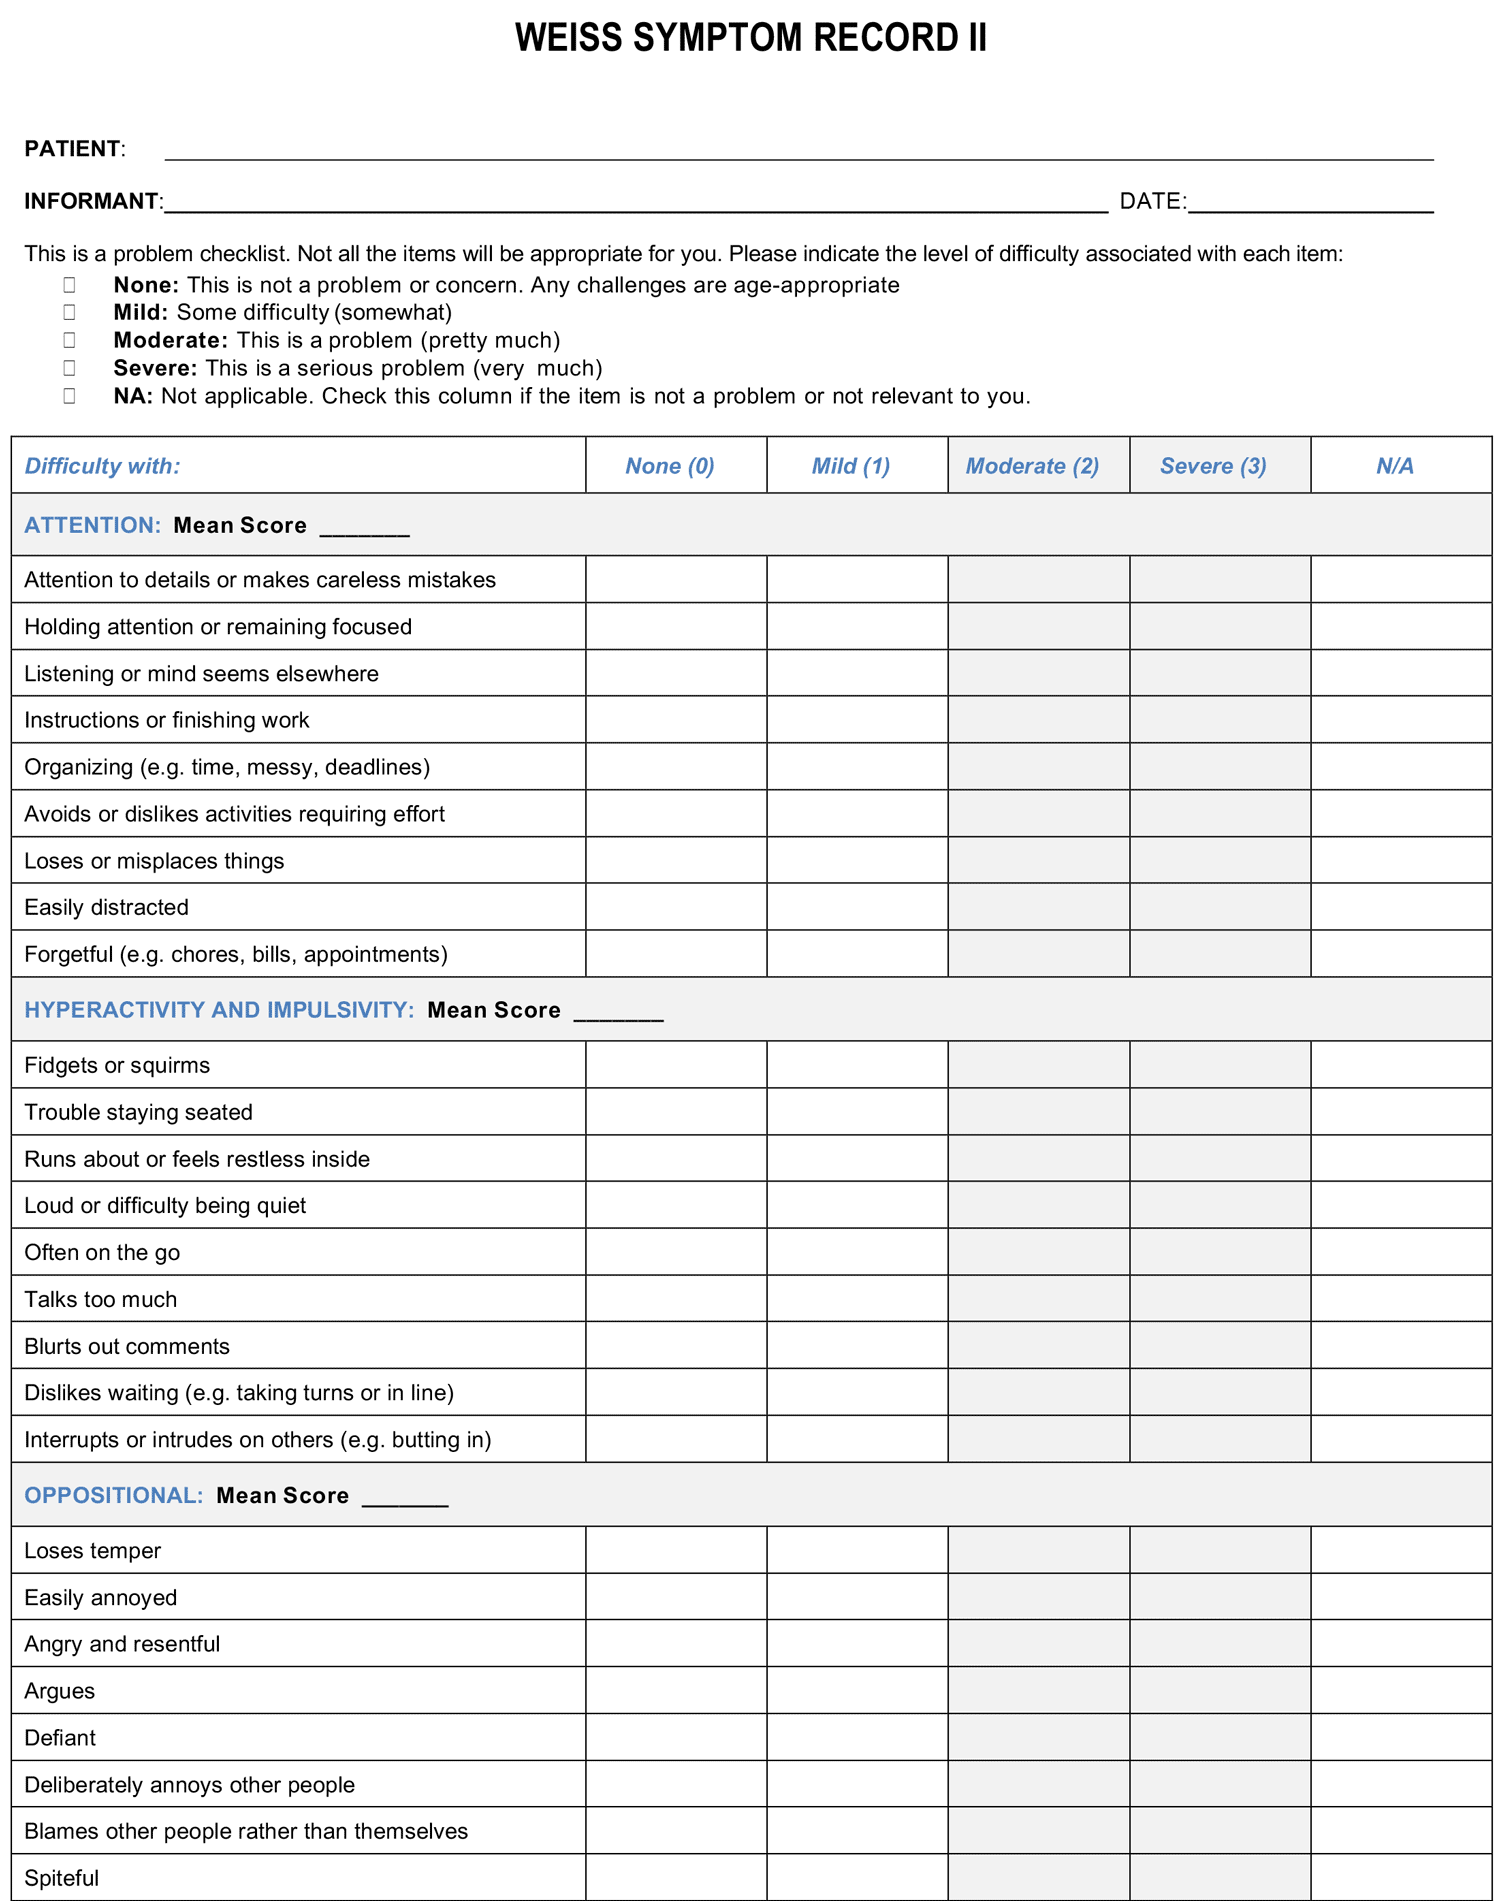 WEISS SYMPTOM RECORD II
PATIENT:
INFORMANT: DATE:
This is a problem checklist. Not all the items will be appropriate for you. Please indicate the level of difficulty associated with each item:
None: This is not a problem or concern. Any challenges are age-appropriate
Mild: Some difficulty (somewhat)
Moderate: This is a problem (pretty much)
Severe: This is a serious problem (very much)
NA: Not applicable. Check this column if the item is not a problem or not relevant to you.
Difficulty with: None (0) Mild (1) Moderate (2) Severe (3) N/A
ATTENTION: Mean Score _______
Attention to details or makes careless mistakes
Holding attention or remaining focused
Listening or mind seems elsewhere
Instructions or finishing work
Organizing (e.g. time, messy, deadlines)
Avoids or dislikes activities requiring effort
Loses or misplaces things
Easily distracted
Forgetful (e.g. chores, bills, appointments)
HYPERACTIVITY AND IMPULSIVITY: Mean Score _______
Fidgets or squirms
Trouble staying seated
Runs about or feels restless inside
Loud or difficulty being quiet
Often on the go
Talks too much
Blurts out comments
Dislikes waiting (e.g. taking turns or in line)
Interrupts or intrudes on others (e.g. butting in)
OPPOSITIONAL: Mean Score _______
Loses temper
Easily annoyed
Angry and resentful
Argues
Defiant
Deliberately annoys other people
Blames other people rather than themselves
Spiteful